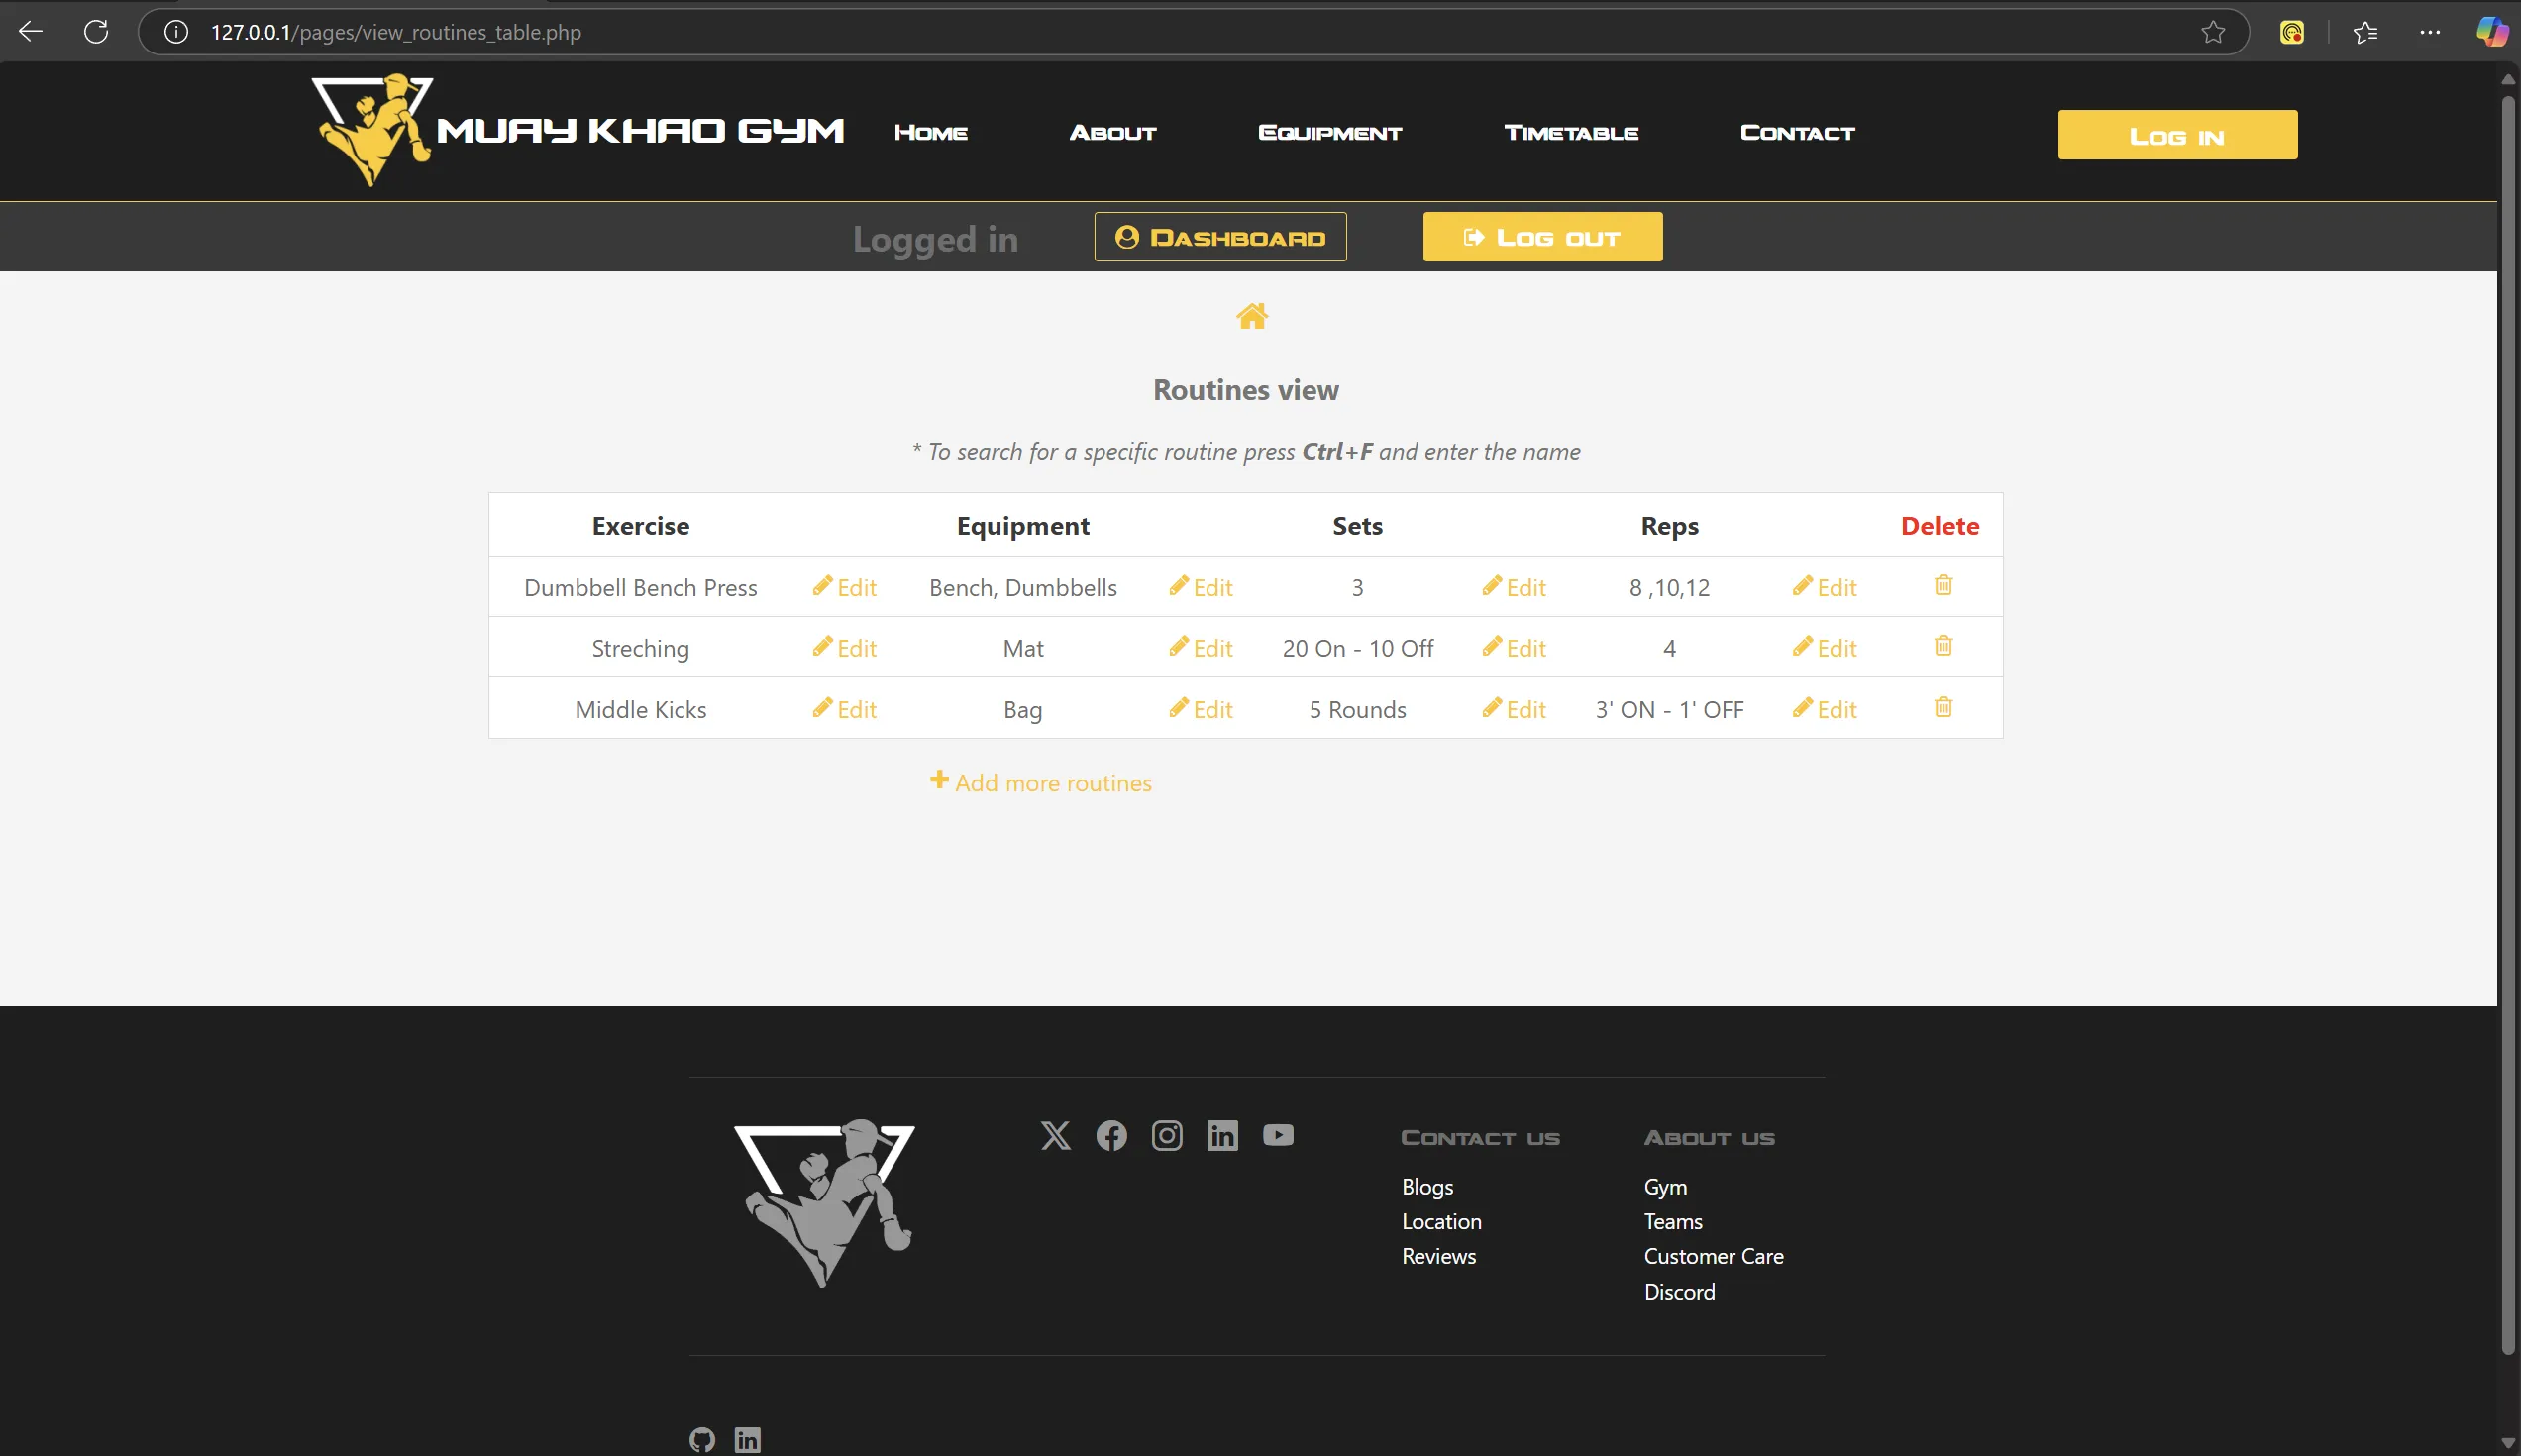 127.0.0.1/pages/view_routines_table.php
MUAY KHAO GYM Home About Equipment Timetable Contact Log in
Logged in Dashboard Log out
Routines view
* To search for a specific routine press Ctrl+F and enter the name
Exercise Equipment Sets Reps Delete
Dumbbell Bench Press Edit Bench, Dumbbells Edit 3 Edit 8 ,10,12 Edit
Streching Edit Mat Edit 20 On - 10 Off Edit 4 Edit
Middle Kicks Edit Bag Edit 5 Rounds Edit 3' ON - 1' OFF Edit
Add more routines
Contact us About us
Blogs Gym
Location Teams
Reviews Customer Care
Discord